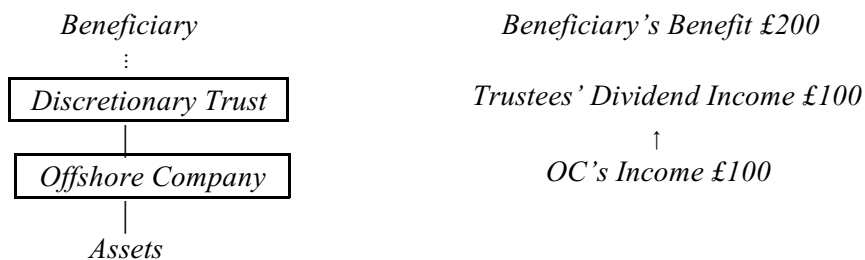 Beneficiary
Discretionary Trust
Offshore Company
Assets
Beneficiary's Benefit £200
Trustees' Dividend Income £100
↑
OC's Income £100